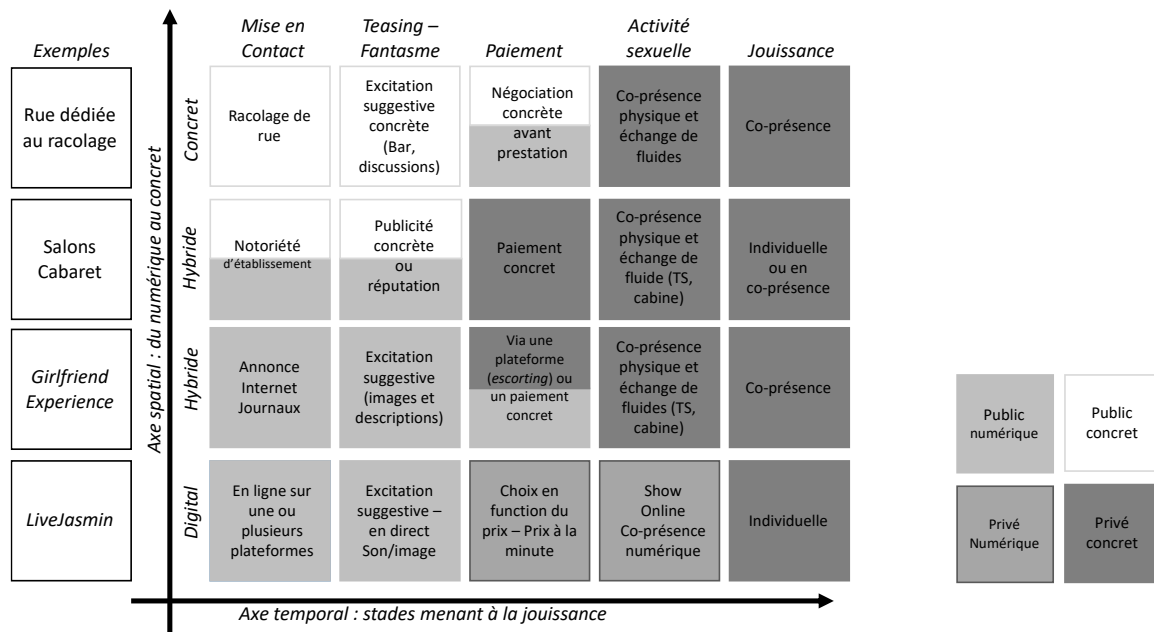 Exemples
Mise en
Contact
Teasing –
Fantasme
Paiement
Activité
sexuelle
Jouissance
Axe spatial : du numérique au concret
Rue dédiée
au racolage
Concret
Racolage de
rue
Excitation
suggestive
concrète
(Bar,
discussions)
Négociation
concrète
avant
prestation
Co-présence
physique et
échange de
fluides
Co-présence
Salons
Cabaret
Hybride
Notoriété
d'établissement
Publicité
concrète
ou
réputation
Paiement
concret
Co-présence
physique et
échange de
fluide (TS,
cabine)
Individuelle
ou en
co-présence
Girlfriend
Experience
Hybride
Annonce
Internet
Journaux
Excitation
suggestive
(images et
descriptions)
Via une
plateforme
(escorting) ou
un paiement
concret
Co-présence
physique et
échange de
fluides (TS,
cabine)
Co-présence
LiveJasmin
Digital
En ligne sur
une ou
plusieurs
plateformes
Excitation
suggestive –
en direct
Son/image
Choix en
function du
prix – Prix à la
minute
Show
Online
Co-présence
numérique
Individuelle
Axe temporal : stades menant à la jouissance
Public
numérique
Public
concret
Privé
Numérique
Privé
concret